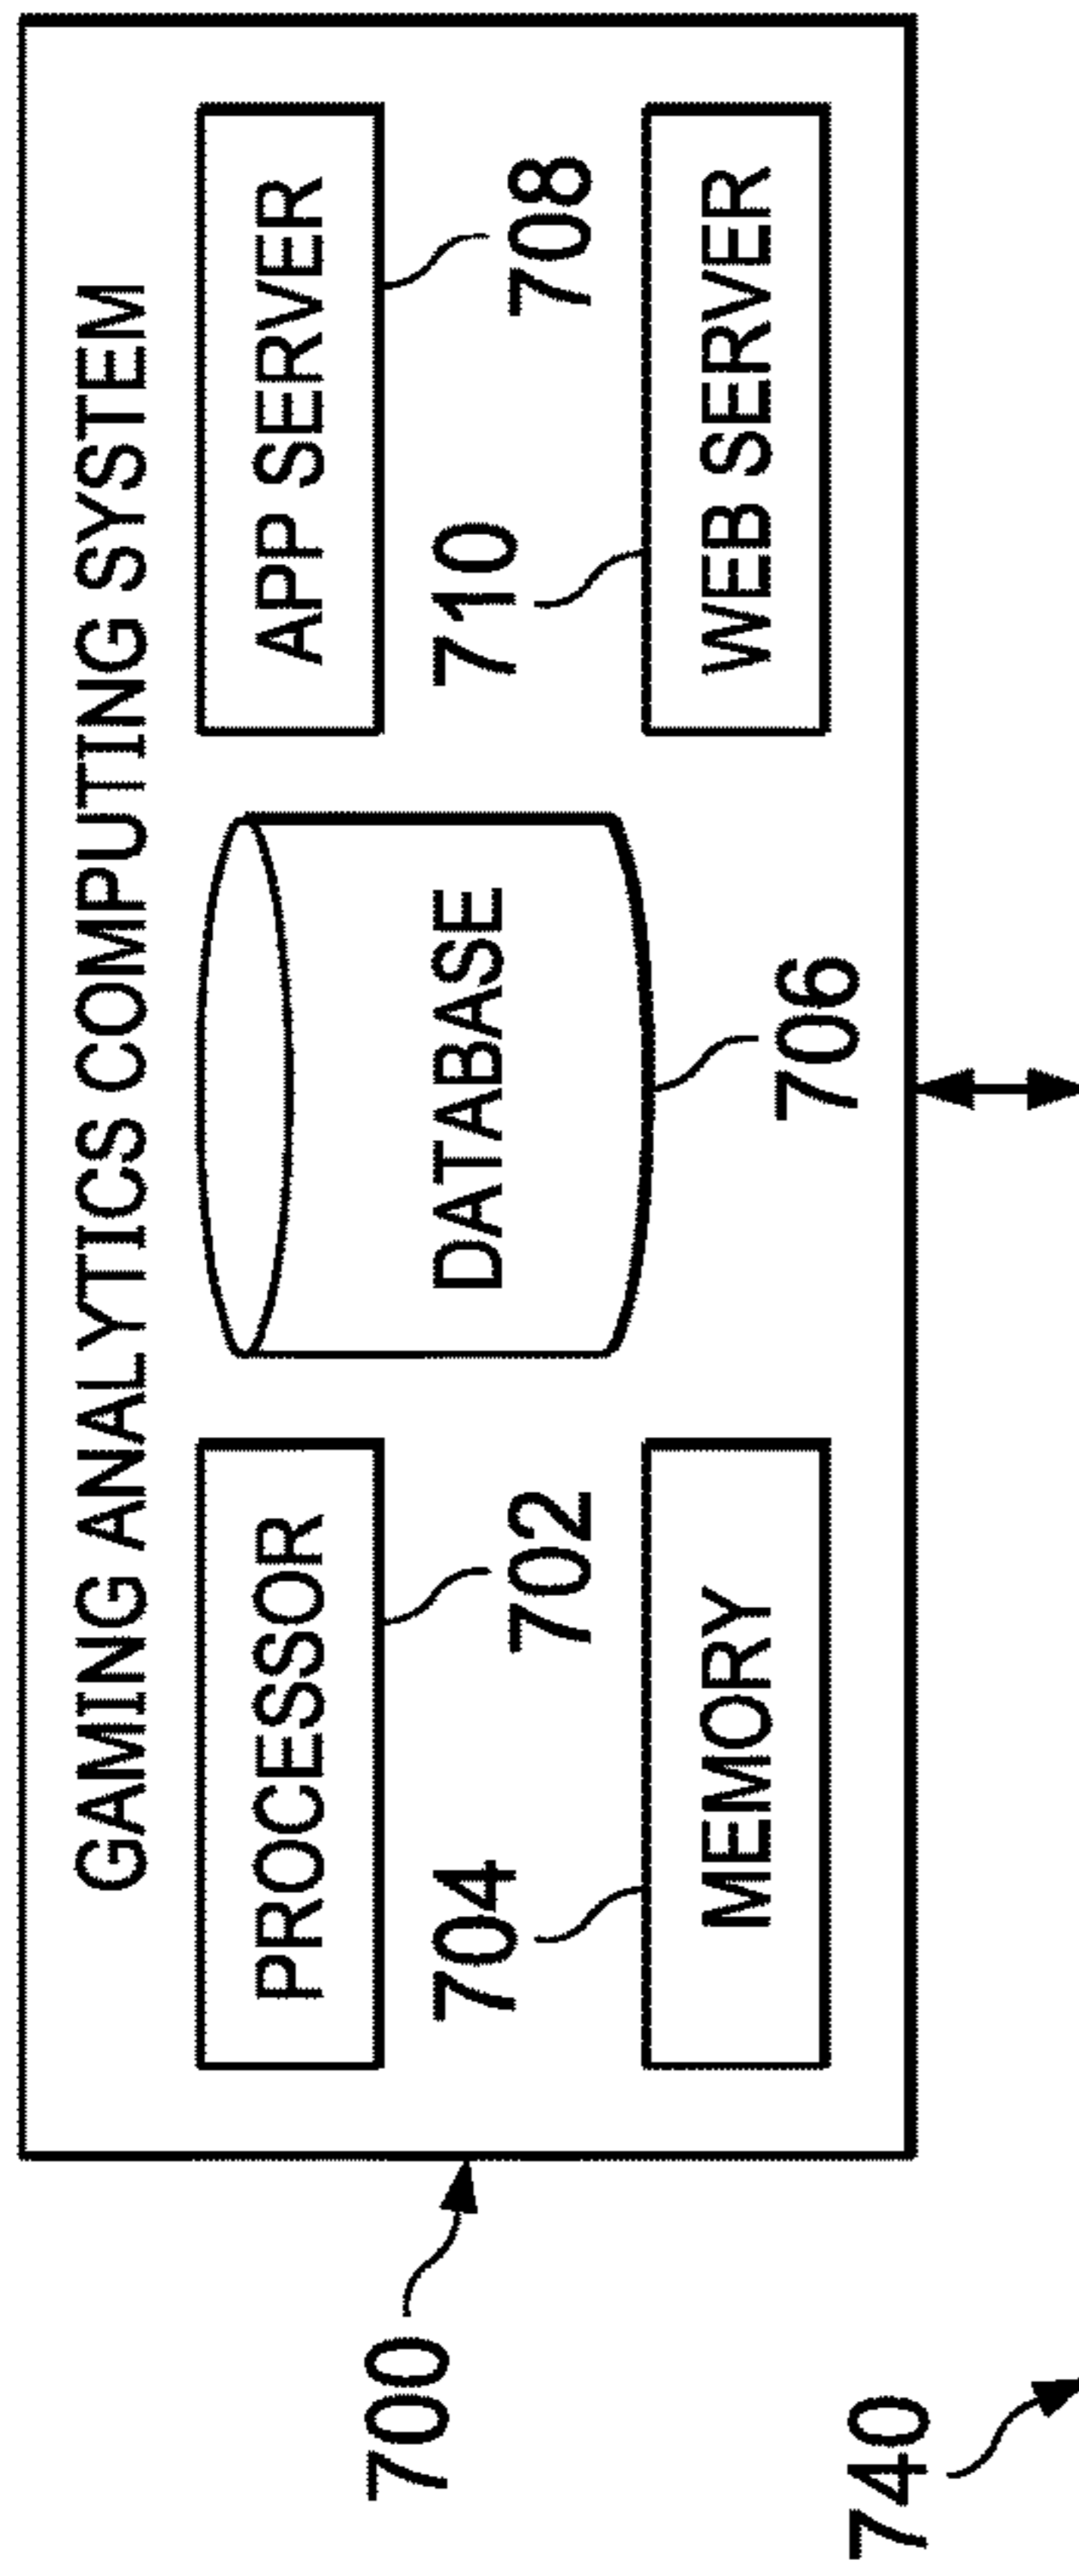 GAMING ANALYTICS COMPUTING SYSTEM
PROCESSOR
702
704
MEMORY
DATABASE
706
APP SERVER
708
710
WEB SERVER
700
740